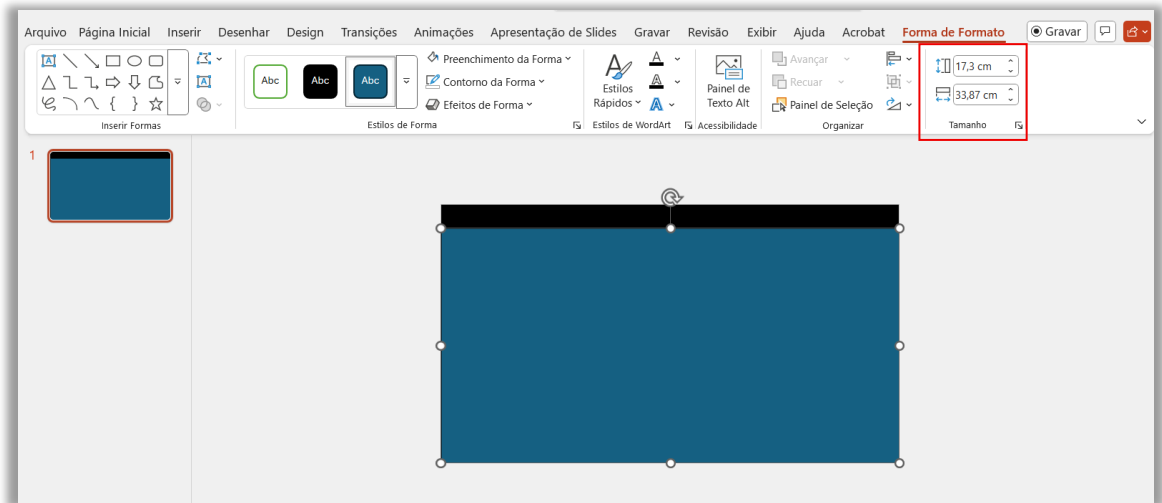 Arquivo Página Inicial Inserir Desenhar Design Transições Animações Apresentação de Slides Gravar Revisão Exibir Ajuda Acrobat Forma de Formato Gravar
Abc Abc Abc
Preenchimento da Forma
Contorno da Forma
Efeitos de Forma
Estilos
Rápidos
Painel de
Texto Alt
Avançar
Recuar
Painel de Seleção
17,3 cm
33,87 cm
Inserir Formas Estilos de Forma Estilos de WordArt Acessibilidade Organizar Tamanho
1